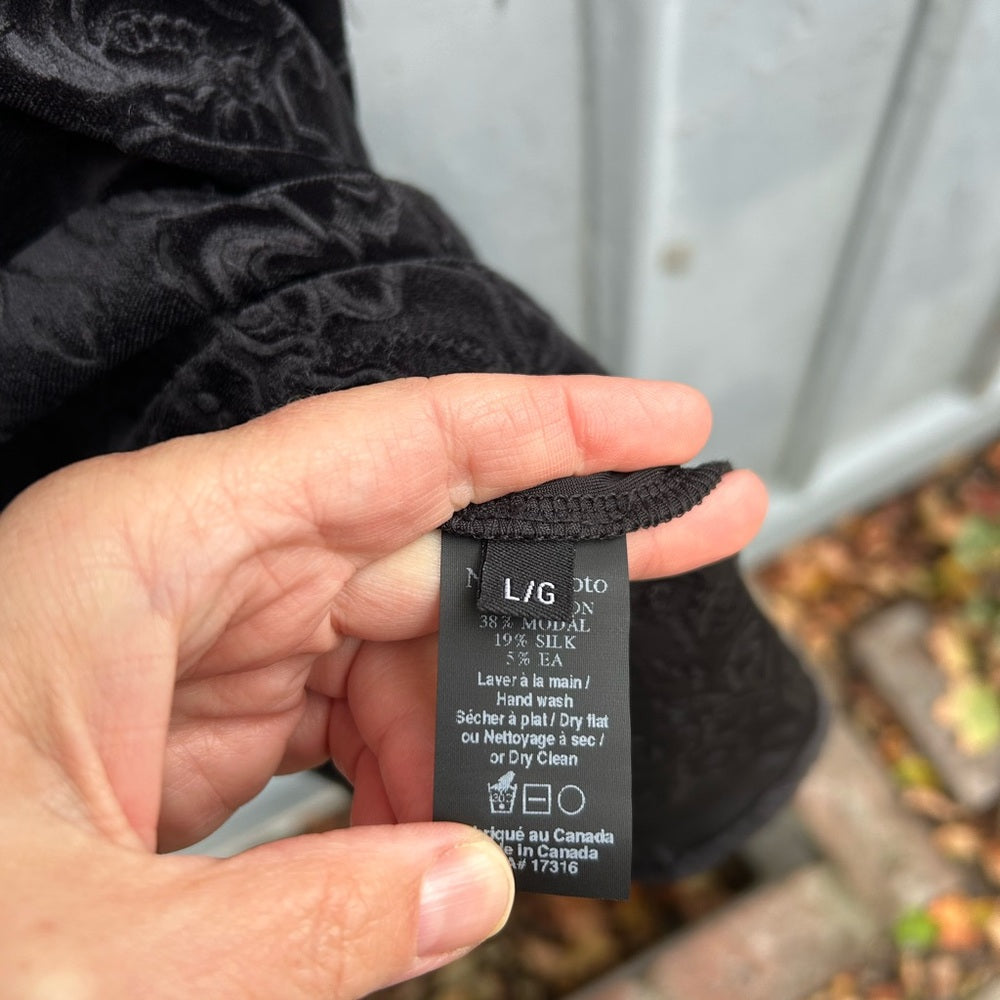 L/G
38% MODAL
19% SILK
5% EA
Laver à la main /
Hand wash
Sécher à plat / Dry flat
ou Nettoyage à sec /
or Dry Clean
30°
au Canada
in Canada
17316